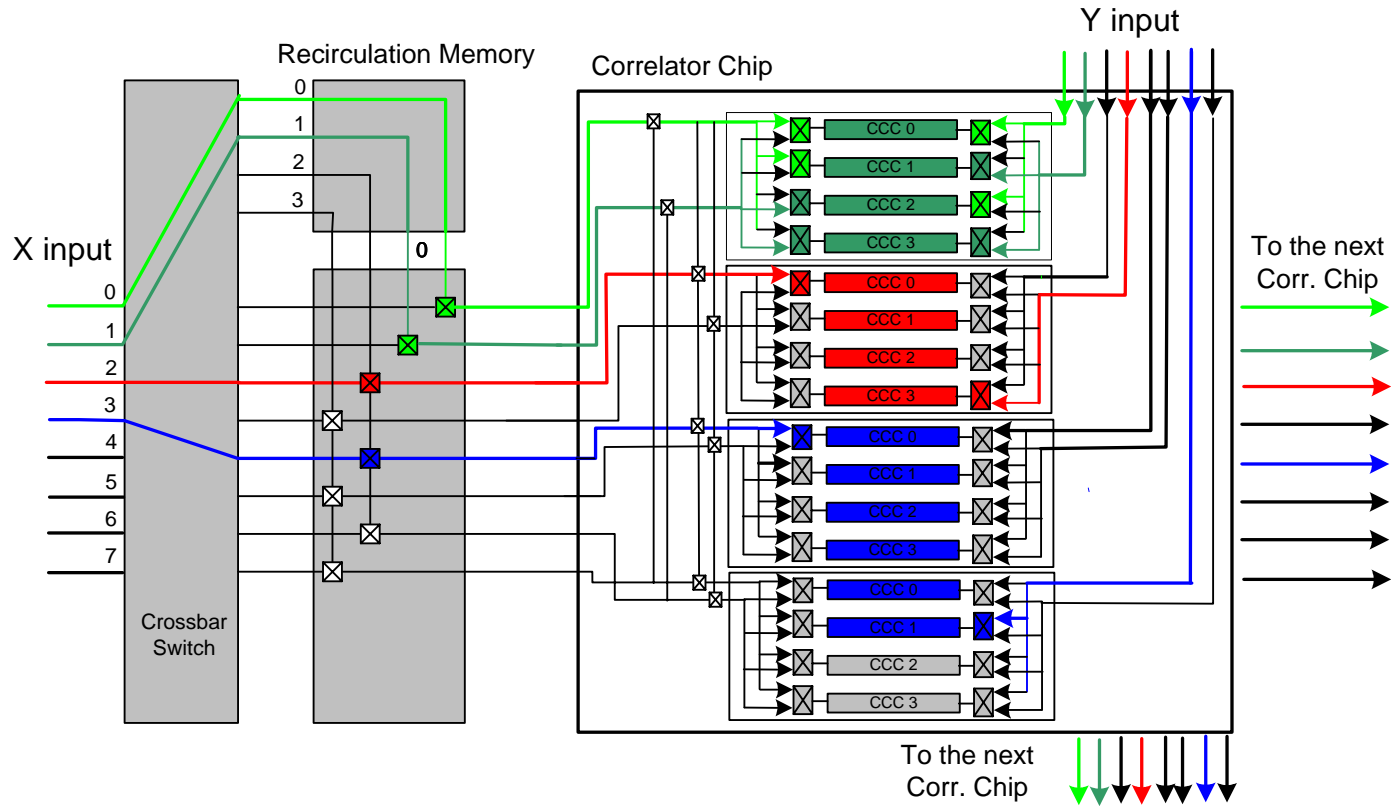 Y input
Recirculation Memory
Correlator Chip
0
1
2
3
0
X input
0
1
2
3
4
5
6
7
Crossbar
Switch
CCC 0
CCC 1
CCC 2
CCC 3
CCC 0
CCC 1
CCC 2
CCC 3
CCC 0
CCC 1
CCC 2
CCC 3
CCC 0
CCC 1
CCC 2
CCC 3
To the next
Corr. Chip
To the next
Corr. Chip